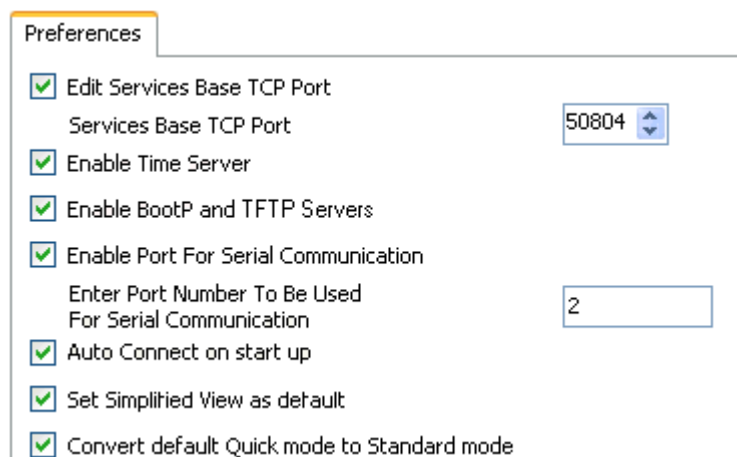 Preferences
Edit Services Base TCP Port
Services Base TCP Port 50804
Enable Time Server
Enable BootP and TFTP Servers
Enable Port For Serial Communication
Enter Port Number To Be Used
For Serial Communication 2
Auto Connect on start up
Set Simplified View as default
Convert default Quick mode to Standard mode